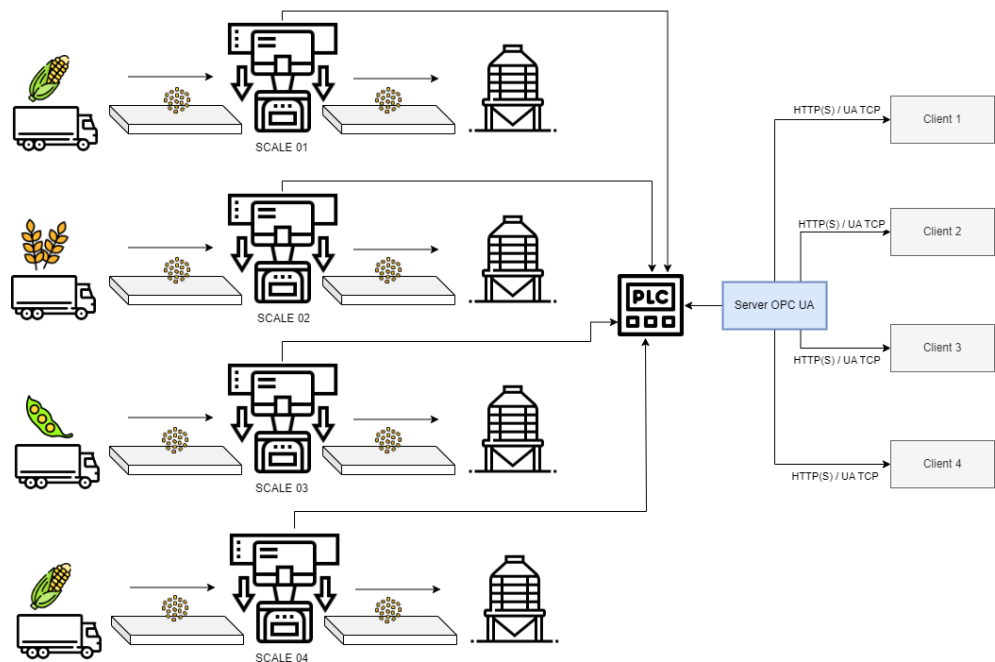 SCALE 01
HTTP(S) / UA TCP
Client 1
SCALE 02
HTTP(S) / UA TCP
Client 2
PLC
Server OPC UA
HTTP(S) / UA TCP
Client 3
SCALE 03
HTTP(S) / UA TCP
Client 4
SCALE 04